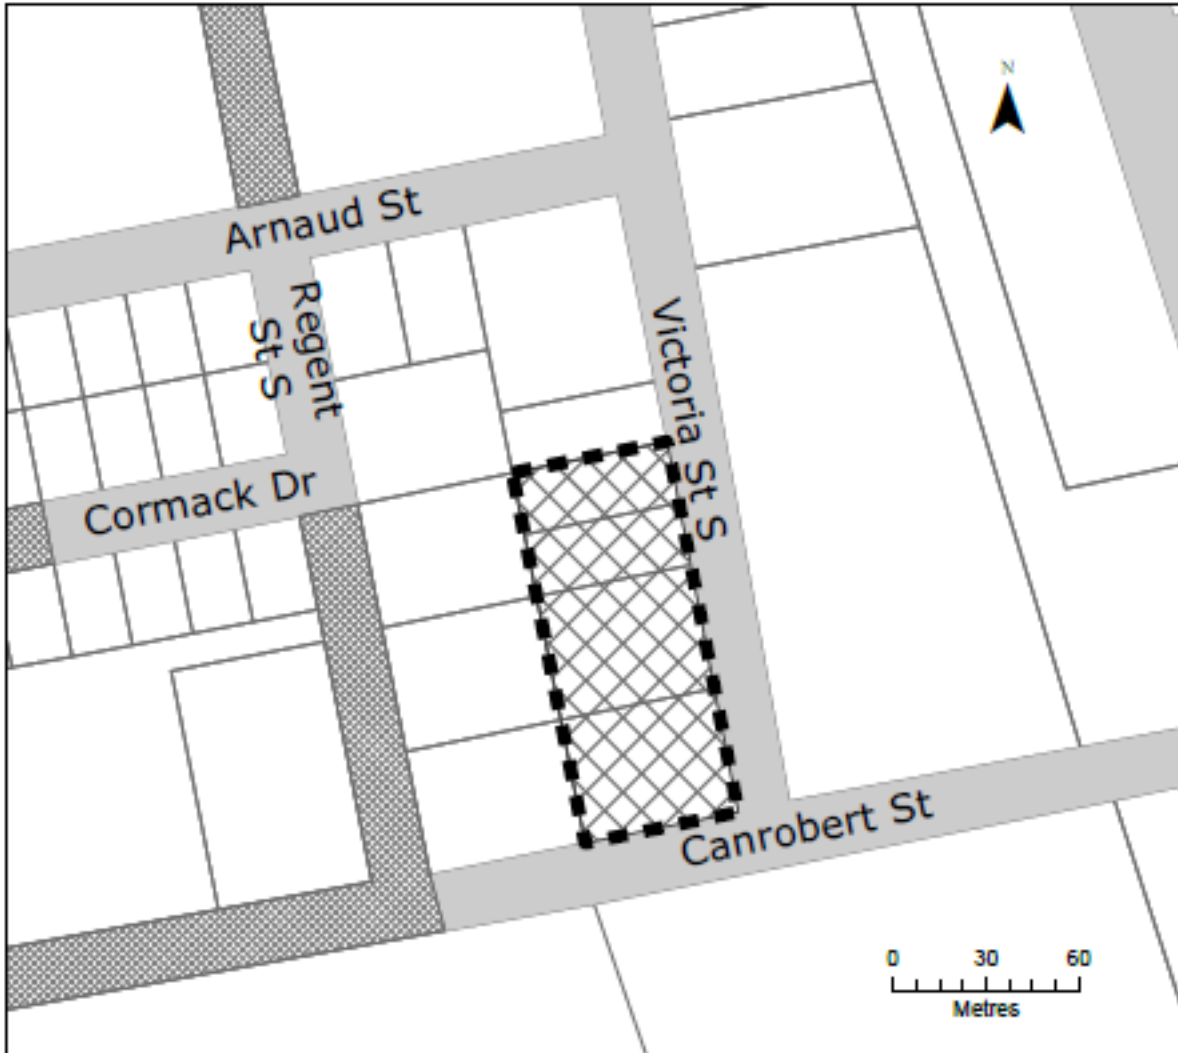 N
Arnaud St
Regent
St S
Victoria St S
Cormack Dr
Canrobert St
0 30 60
Metres